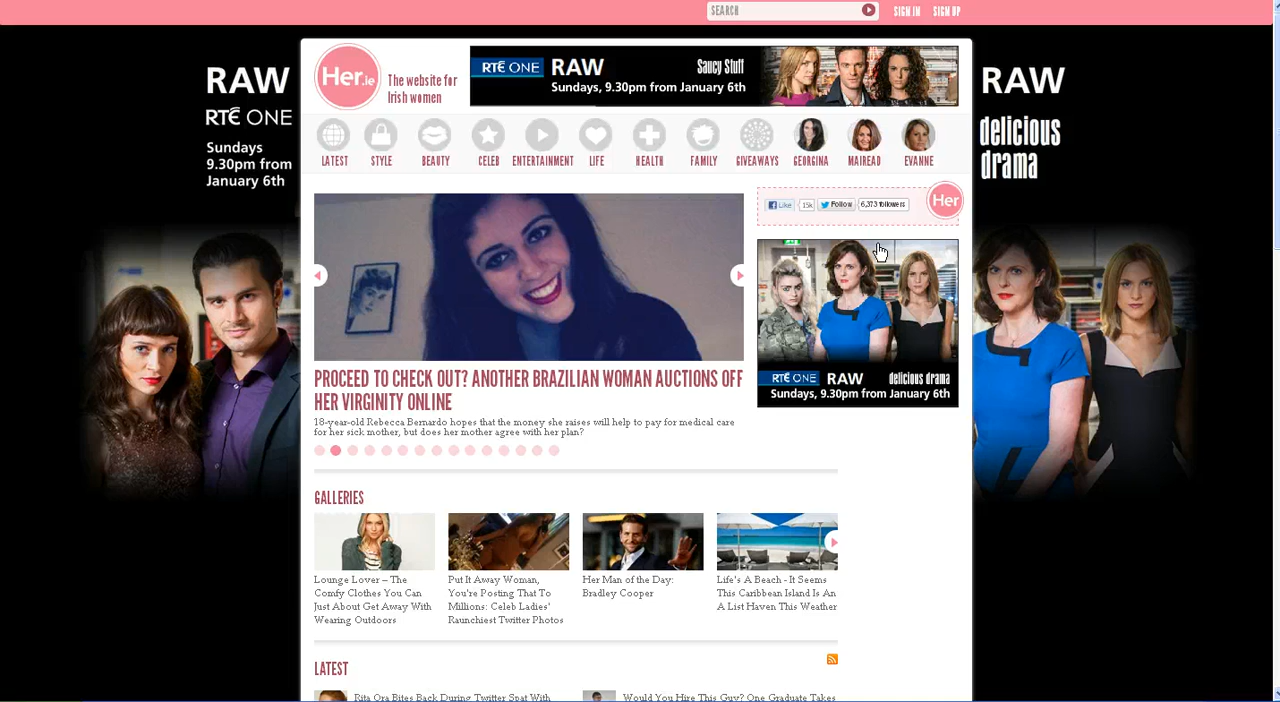 SEARCH
SIGN IN
SIGN UP
RAW
RTÉ ONE
Sundays
9.30pm from
January 6th
Her.ie
The website for
Irish women
RTÉ ONE
RAW
Saucy Stuff
Sundays, 9.30pm from January 6th
RAW
delicious
drama
LATEST
STYLE
BEAUTY
CELEB
ENTERTAINMENT
LIFE
HEALTH
FAMILY
GIVEAWAYS
GEORGINA
MAIREAD
EVANNE
Like
15k
Follow
6,373 followers
Her
RTÉ ONE
RAW
delicious drama
Sundays, 9.30pm from January 6th
PROCEED TO CHECK OUT? ANOTHER BRAZILIAN WOMAN AUCTIONS OFF
HER VIRGINITY ONLINE
18-year-old Rebecca Bernardo hopes that the money she raises will help to pay for medical care
for her sick mother, but does her mother agree with her plan?
GALLERIES
Lounge Lover – The
Comfy Clothes You Can
Just About Get Away With
Wearing Outdoors
Put It Away Woman,
You're Posting That To
Millions: Celeb Ladies'
Raunchiest Twitter Photos
Her Man of the Day:
Bradley Cooper
Life's A Beach - It Seems
This Caribbean Island Is An
A List Haven This Weather
LATEST
Rita Ora Bites Back During Twitter Spat With
Would You Hire This Guy? One Graduate Takes